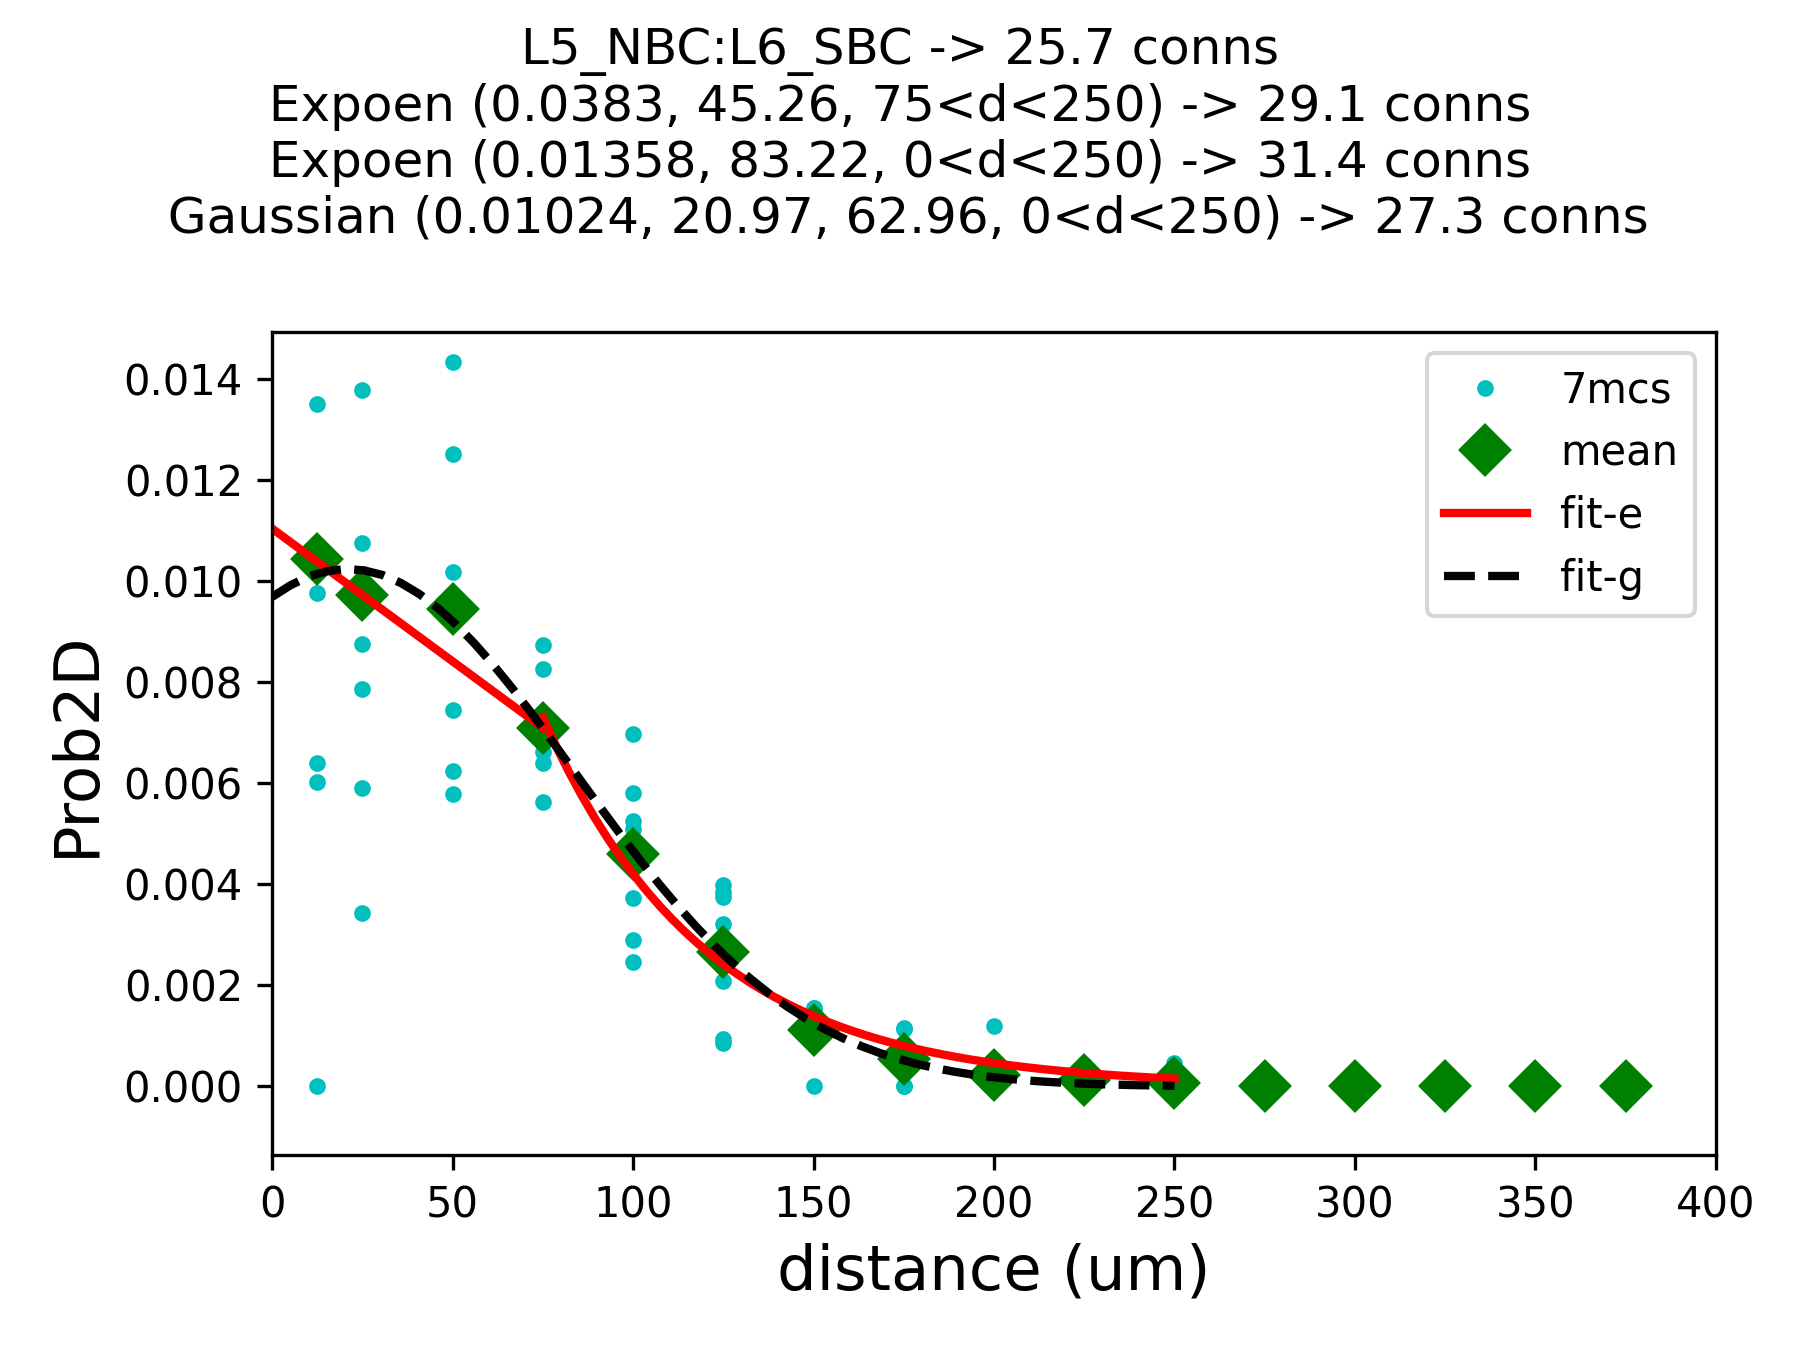 L5_NBC:L6_SBC -> 25.7 conns
Expoen (0.0383, 45.26, 75<d<250) -> 29.1 conns
Expoen (0.01358, 83.22, 0<d<250) -> 31.4 conns
Gaussian (0.01024, 20.97, 62.96, 0<d<250) -> 27.3 conns
7mcs
mean
fit-e
fit-g
Prob2D
0.014
0.012
0.010
0.008
0.006
0.004
0.002
0.000
0 50 100 150 200 250 300 350 400
distance (um)